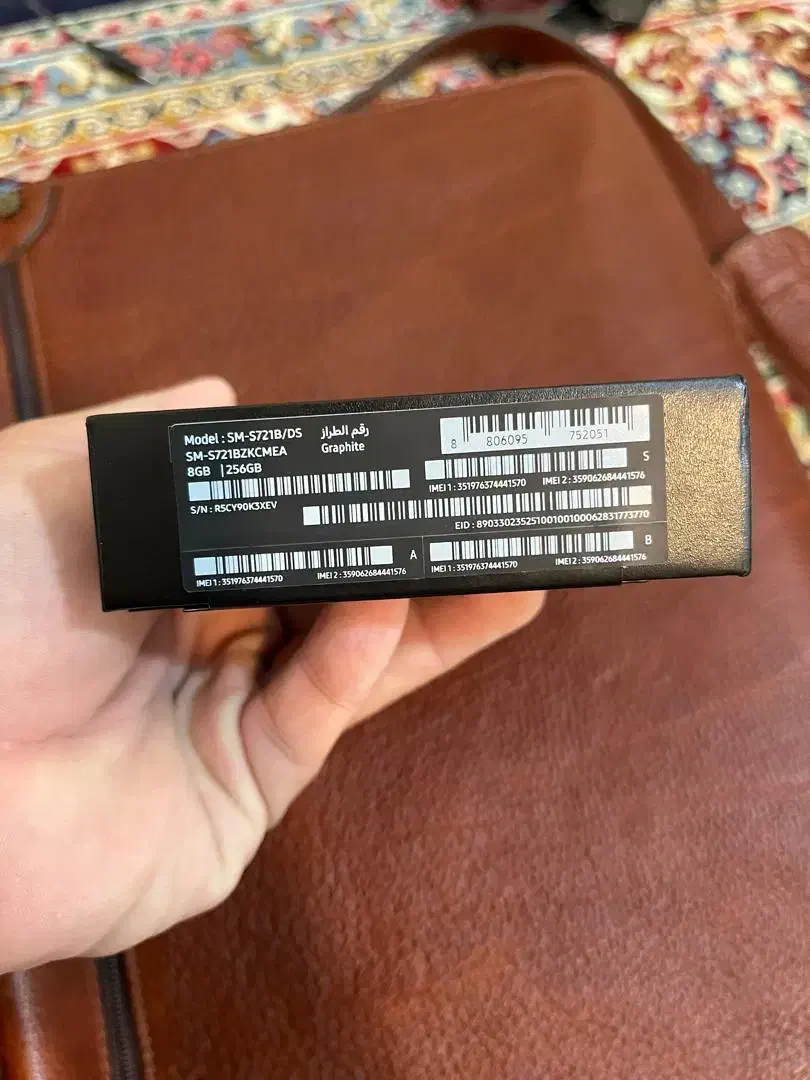 Model : SM-S721B/DS رقم الطراز
SM-S721BZKCMEA Graphite
8GB | 256GB
8 806095 752051
S/N : R5CY90K3XEV
S
IMEI 1 : 351976374441570 IMEI 2 : 359062684441576
EID : 89033023525100100100062831773770
A
IMEI 1 : 351976374441570 IMEI 2 : 359062684441576
B
IMEI 1 : 351976374441570 IMEI 2 : 359062684441576